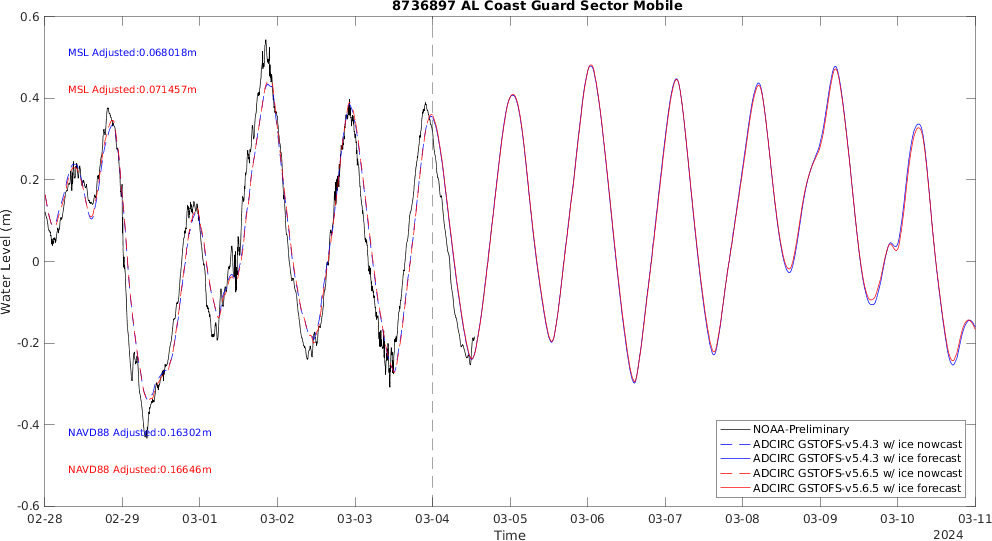 8736897 AL Coast Guard Sector Mobile
0.6
0.4
0.2
0
-0.2
-0.4
-0.6
Water Level (m)
MSL Adjusted:0.068018m
MSL Adjusted:0.071457m
NAVD88 Adjusted:0.16302m
NAVD88 Adjusted:0.16646m
NOAA-Preliminary
ADCIRC GSTOFS-v5.4.3 w/ ice nowcast
ADCIRC GSTOFS-v5.4.3 w/ ice forecast
ADCIRC GSTOFS-v5.6.5 w/ ice nowcast
ADCIRC GSTOFS-v5.6.5 w/ ice forecast
02-28 02-29 03-01 03-02 03-03 03-04 03-05 03-06 03-07 03-08 03-09 03-10 03-11
Time
2024